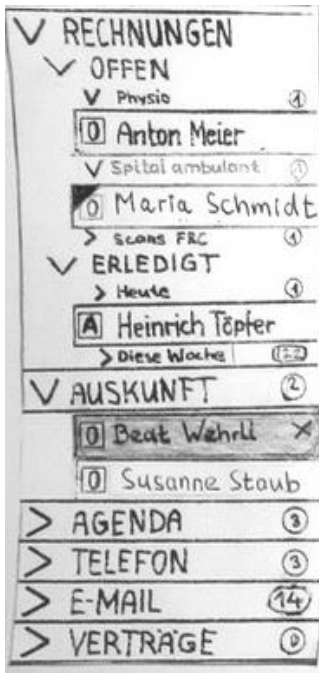 RECHNUNGEN
OFFEN
Physio 1
0 Anton Meier
Spital ambulant 1
0 Maria Schmidt
Scans FRC 1
ERLEDIGT
Heute 1
A Heinrich Töpfer
Diese Woche 122
AUSKUNFT 2
0 Beat Wehrli X
0 Susanne Staub
AGENDA 3
TELEFON 3
E-MAIL 14
VERTRÄGE 0